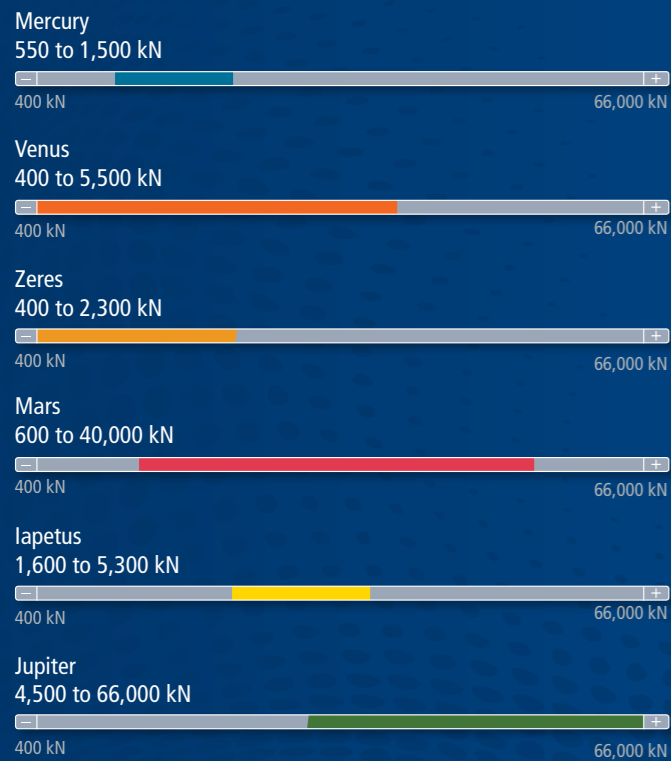 Mercury
550 to 1,500 kN
– +
400 kN 66,000 kN
Venus
400 to 5,500 kN
– +
400 kN 66,000 kN
Zeres
400 to 2,300 kN
– +
400 kN 66,000 kN
Mars
600 to 40,000 kN
– +
400 kN 66,000 kN
Iapetus
1,600 to 5,300 kN
– +
400 kN 66,000 kN
Jupiter
4,500 to 66,000 kN
– +
400 kN 66,000 kN